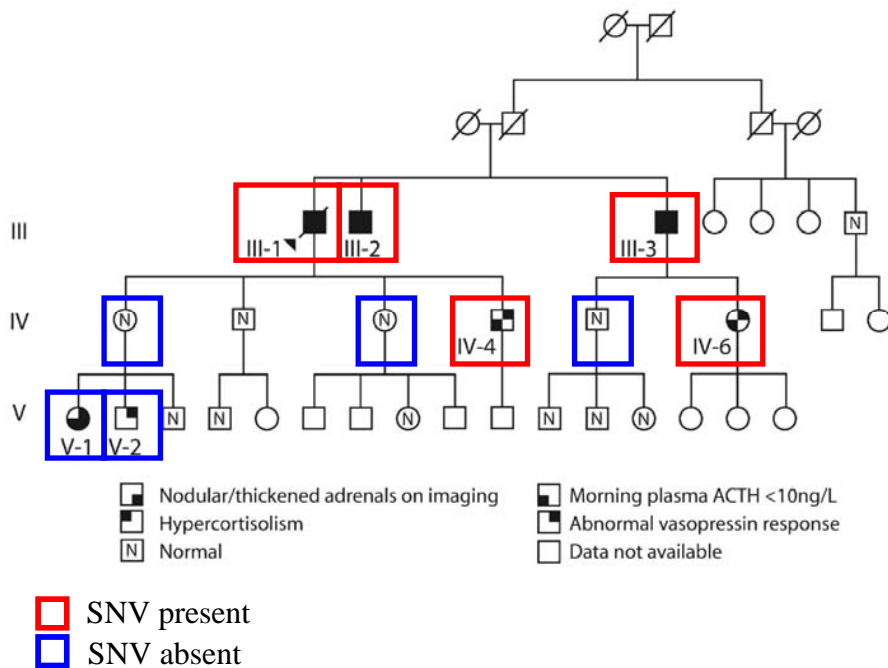 III
N
III-1 III-2 III-3
IV
N N N N
IV-4 IV-6
V
N N N N N N
V-1 V-2
Nodular/thickened adrenals on imaging
Hypercortisolism
N Normal
Morning plasma ACTH <10ng/L
Abnormal vasopressin response
Data not available
SNV present
SNV absent